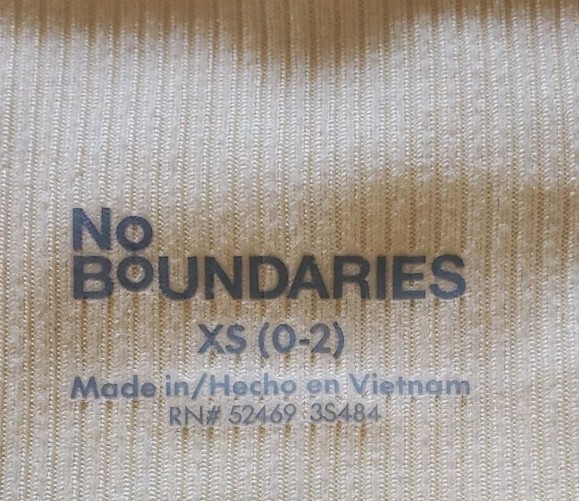 No
BoUNDARIES
XS (0-2)
Made in/Hecho en Vietnam
RN# 52469 3S484